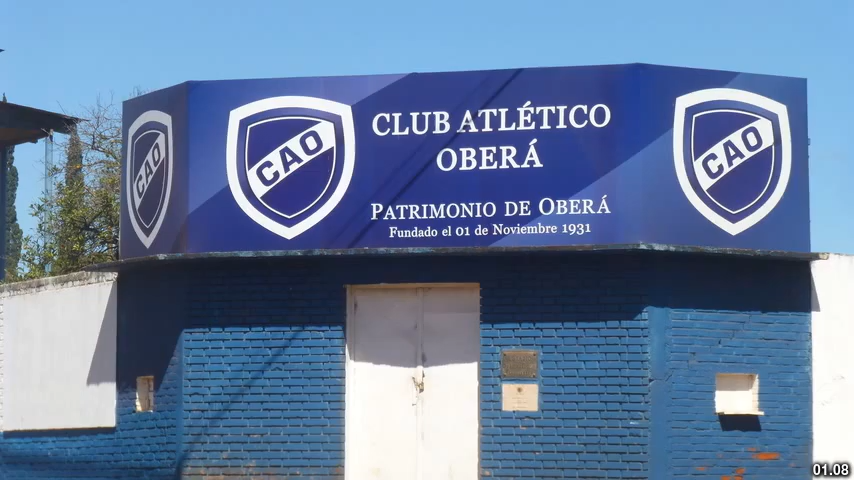 CAO
CAO
CLUB ATLÉTICO
OBERÁ
PATRIMONIO DE OBERÁ
Fundado el 01 de Noviembre 1931
CAO
01.08